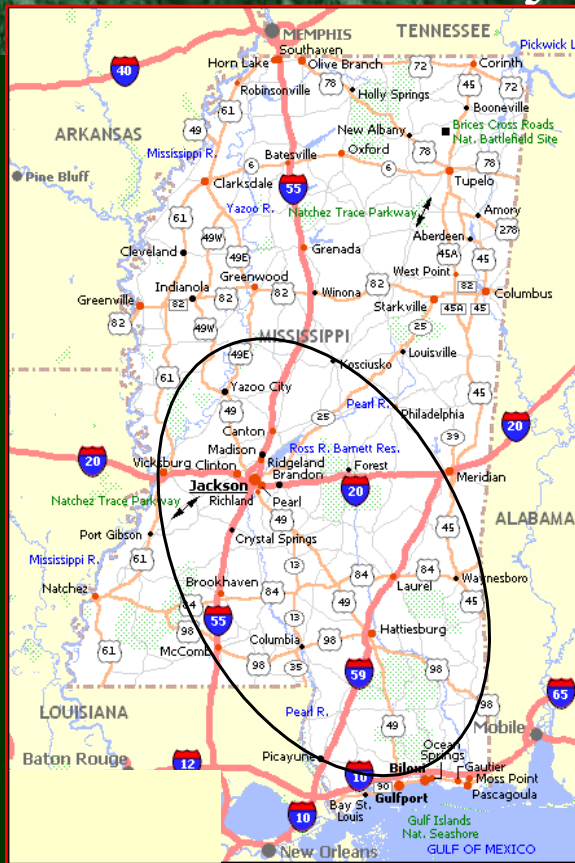 MEMPHIS
TENNESSEE
Southaven
Pickwick L
Horn Lake
Olive Branch
72
Corinth
40
78
45
72
Robinsonville
Holly Springs
61
Booneville
ARKANSAS
49
New Albany
Brices Cross Roads
Nat. Battlefield Site
78
Mississippi R.
Oxford
6
Batesville
6
78
Pine Bluff
Tupelo
Clarksdale
55
Yazoo R.
Natchez Trace Parkway
Amory
61
278
49W
Aberdeen
Cleveland
49E
Grenada
45A
45
West Point
Indianola
Greenwood
82
82
82
82
82
Winona
Columbus
Greenville
Starkville
45A
45
82
49W
25
MISSISSIPPI
49E
Louisville
Kosciusko
61
45
Yazoo City
Pearl R.
49
25
Philadelphia
20
Canton
39
Madison
Ross R. Barnett Res.
20
Ridgeland
Vicksburg
Clinton
Brandon
Forest
Meridian
Jackson
20
Natchez Trace Parkway
Richland
Pearl
49
ALABAMA
45
Port Gibson
Crystal Springs
Mississippi R.
61
13
84
84
Waynesboro
Natchez
Brookhaven
84
Laurel
84
49
45
55
13
98
Hattiesburg
Columbia
98
61
McComb
98
35
98
59
65
LOUISIANA
Pearl R.
98
49
Mobile
Ocean
Springs
Baton Rouge
12
Picayune
10
Biloxi
Gautier
Moss Point
90
Gulfport
Pascagoula
Bay St.
Louis
10
Gulf Islands
Nat. Seashore
New Orleans
GULF OF MEXICO